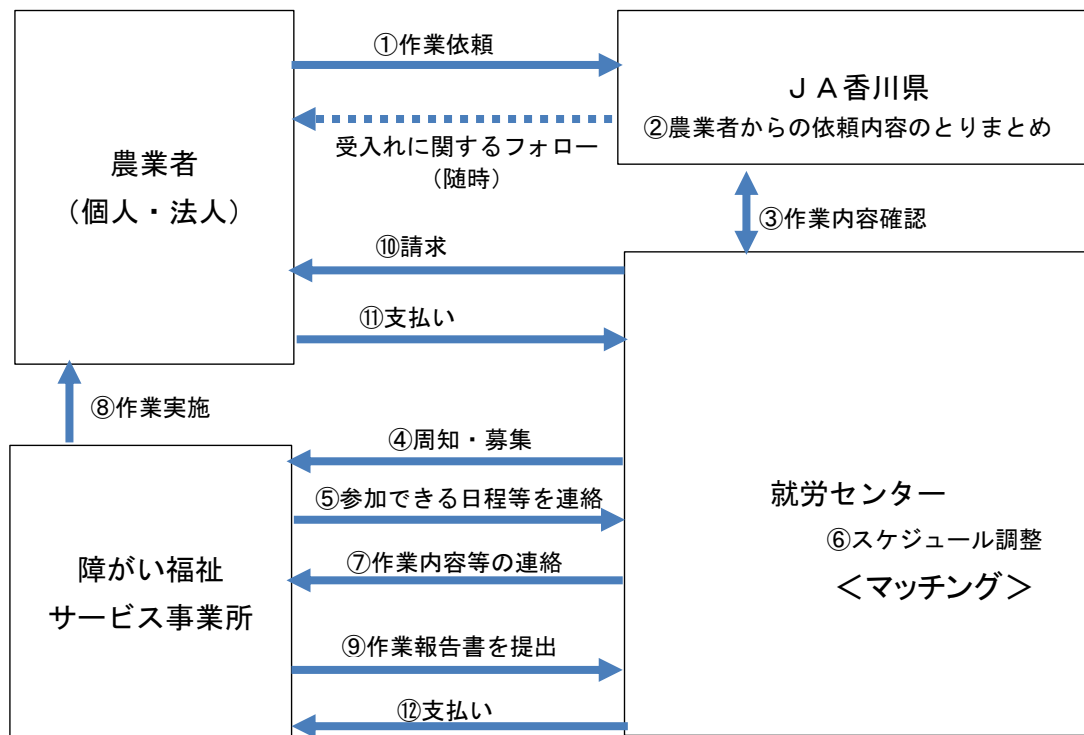 ①作業依頼
ＪＡ香川県
②農業者からの依頼内容のとりまとめ
受入れに関するフォロー
（随時）
農業者
（個人・法人）
③作業内容確認
⑩請求
⑪支払い
⑧作業実施
④周知・募集
⑤参加できる日程等を連絡
就労センター
⑥スケジュール調整
＜マッチング＞
⑦作業内容等の連絡
障がい福祉
サービス事業所
⑨作業報告書を提出
⑫支払い